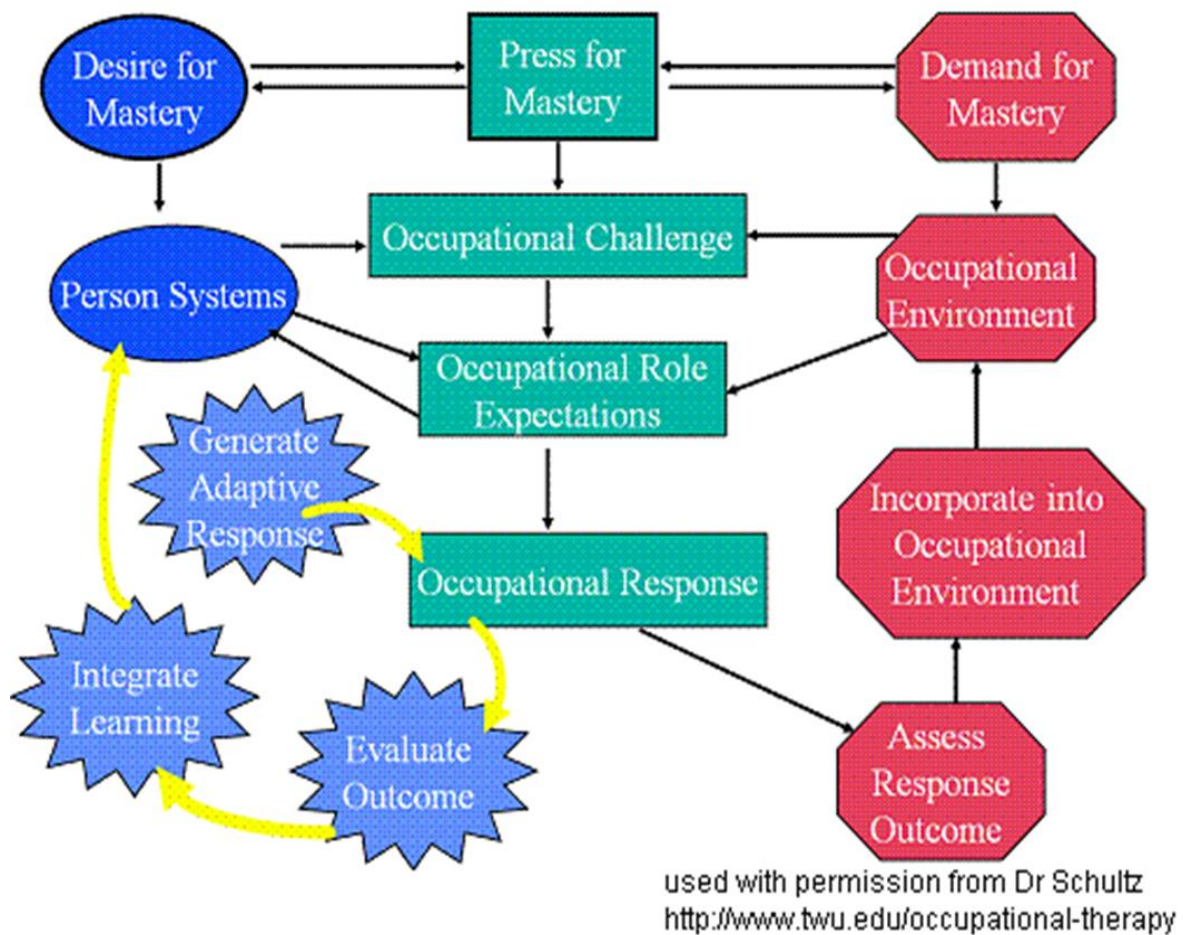 Desire for
Mastery
Press for
Mastery
Demand for
Mastery
Occupational Challenge
Person Systems
Occupational
Environment
Occupational Role
Expectations
Generate
Adaptive
Response
Incorporate into
Occupational
Environment
Occupational Response
Integrate
Learning
Evaluate
Outcome
Assess
Response
Outcome
used with permission from Dr Schultz
http://www.twu.edu/occupational-therapy